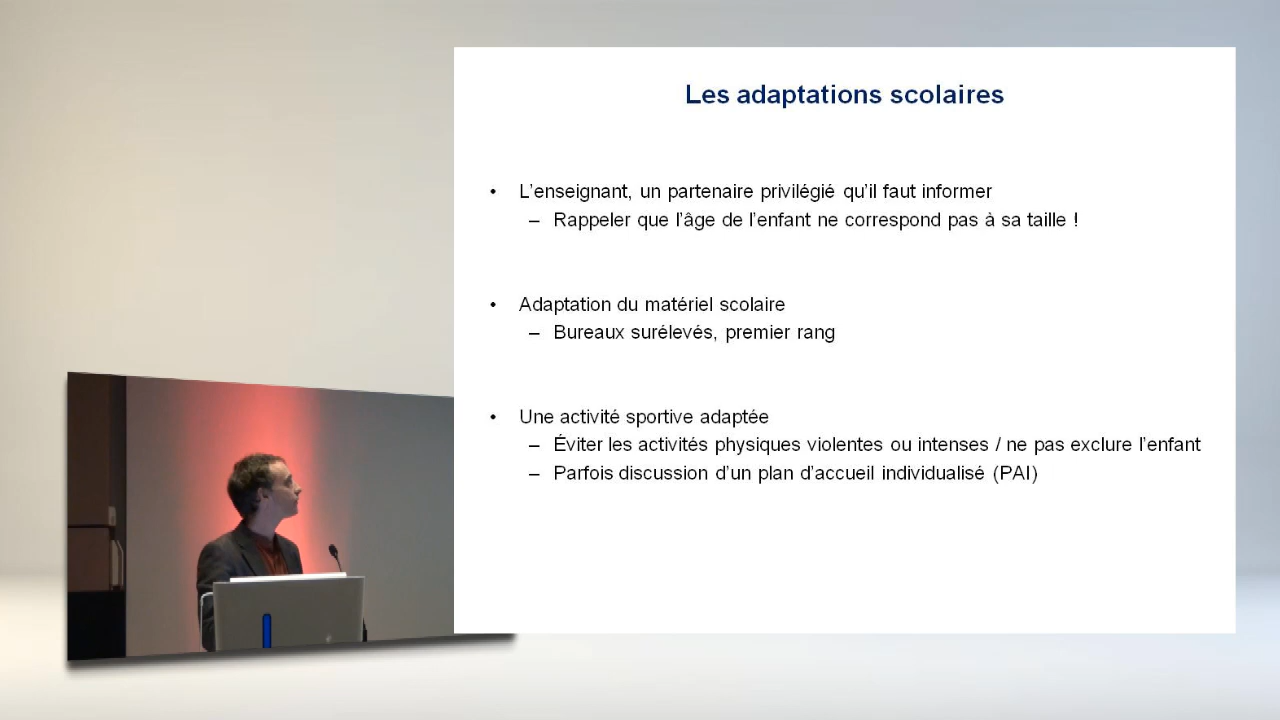 Les adaptations scolaires
• L'enseignant, un partenaire privilégié qu'il faut informer
– Rappeler que l'âge de l'enfant ne correspond pas à sa taille !
• Adaptation du matériel scolaire
– Bureaux surélevés, premier rang
• Une activité sportive adaptée
– Éviter les activités physiques violentes ou intenses / ne pas exclure l'enfant
– Parfois discussion d'un plan d'accueil individualisé (PAI)